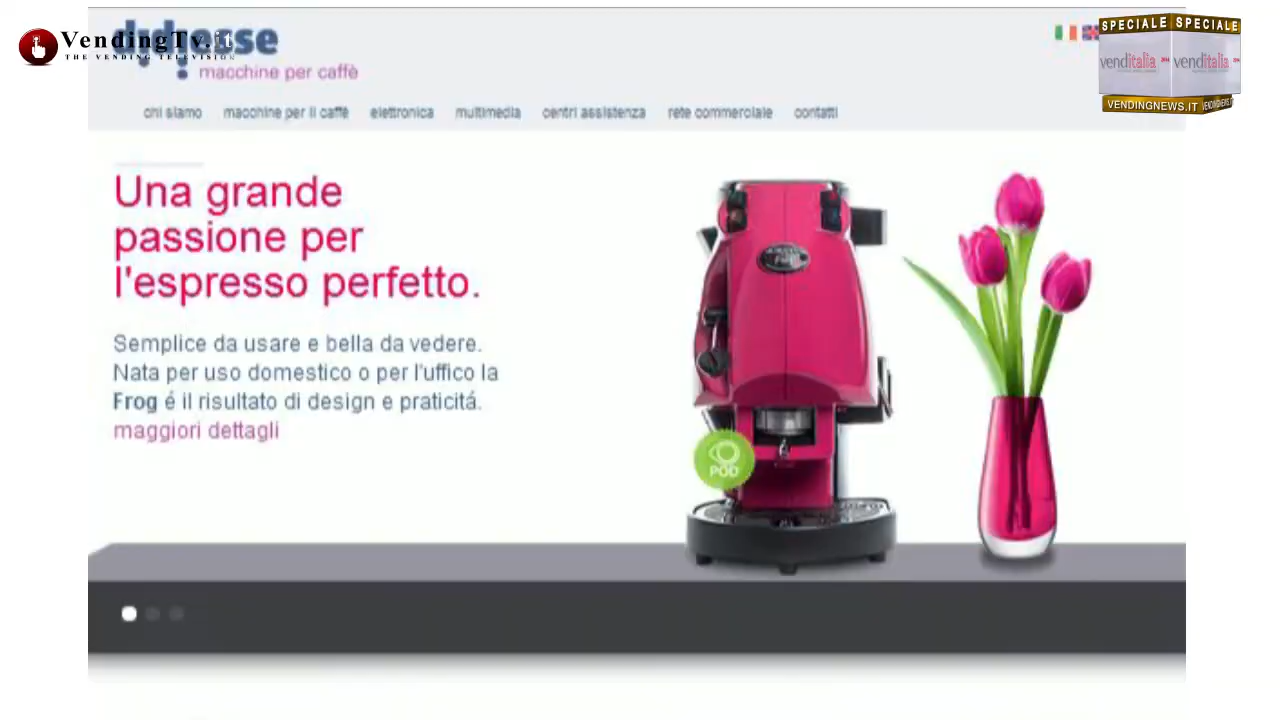 VendingTv.it
THE VENDING TELEVISION
macchine per caffè
SPECIALE SPECIALE
venditalia venditalia
VENDINGNEWS.IT
chi siamo macchine per il caffè elettronica multimedia centri assistenza rete commerciale contatti
Una grande
passione per
l'espresso perfetto.
Semplice da usare e bella da vedere.
Nata per uso domestico o per l'uffico la
Frog é il risultato di design e praticitá.
maggiori dettagli
POD